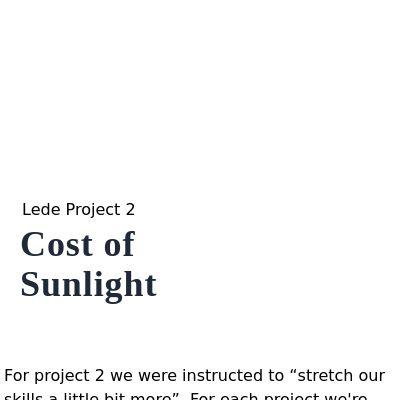 Lede Project 2
Cost of
Sunlight
For project 2 we were instructed to “stretch our
skills a little bit more”. For each project we're